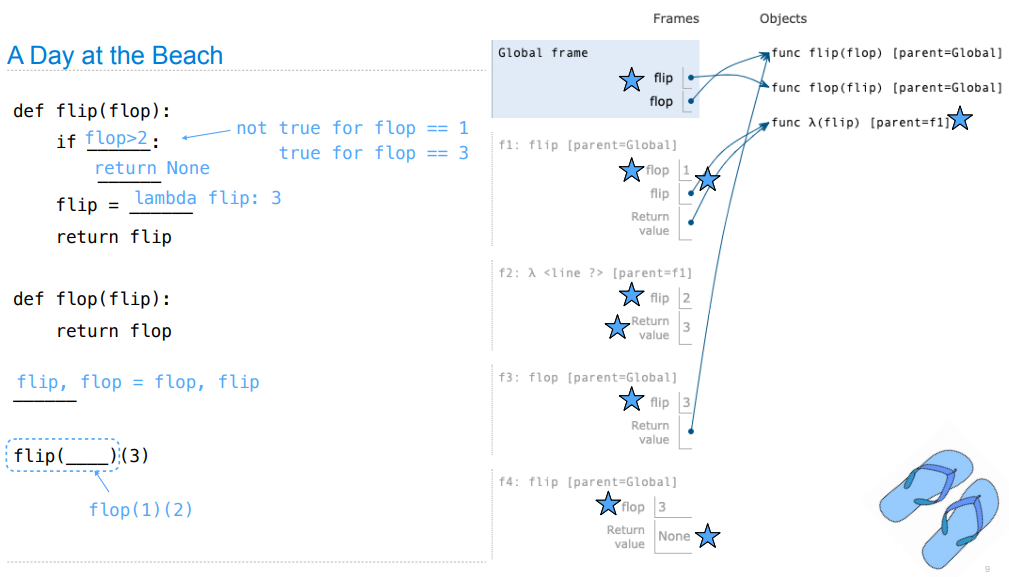 A Day at the Beach
def flip(flop):
if flop>2:
not true for flop == 1
true for flop == 3
return None
flip = lambda flip: 3
return flip
def flop(flip):
return flop
flip, flop = flop, flip
flip(____)(3)
flop(1)(2)
Frames Objects
Global frame
flip
flop
func flip(flop) [parent=Global]
func flop(flip) [parent=Global]
func λ(flip) [parent=f1]
f1: flip [parent=Global]
flop 1
flip
Return
value
f2: λ <line ?> [parent=f1]
flip 2
Return
value 3
f3: flop [parent=Global]
flip 3
Return
value
f4: flip [parent=Global]
flop 3
Return
value None
9